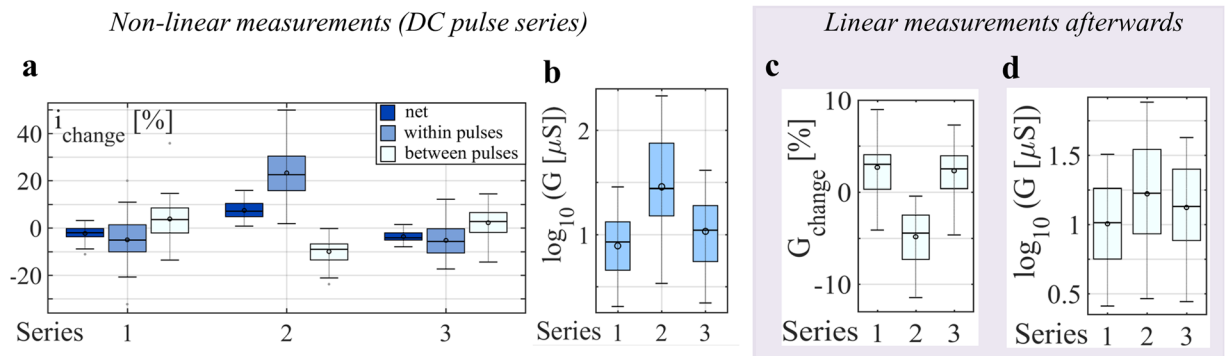 Non-linear measurements (DC pulse series)
Linear measurements afterwards
a
i_change [%]
net
within pulses
between pulses
40
20
0
-20
Series 1 2 3
b
log10 (G [μS])
2
1
Series 1 2 3
c
G_change [%]
10
0
-10
Series 1 2 3
d
log10 (G [μS])
1.5
1
0.5
Series 1 2 3